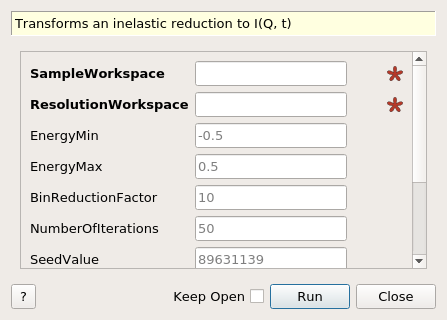 Transforms an inelastic reduction to I(Q, t)
SampleWorkspace
ResolutionWorkspace
EnergyMin -0.5
EnergyMax 0.5
BinReductionFactor 10
NumberOfIterations 50
SeedValue 89631139
? Keep Open Run Close